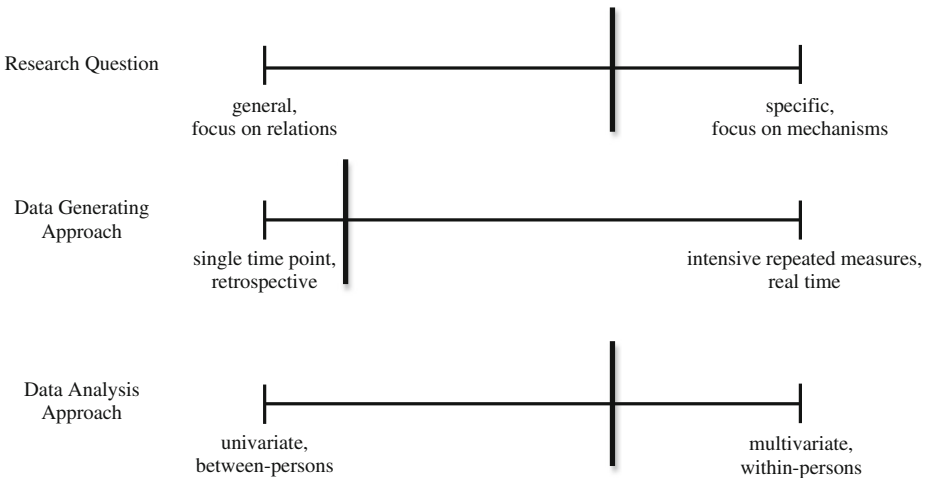 Research Question
general,
focus on relations
specific,
focus on mechanisms
Data Generating
Approach
single time point,
retrospective
intensive repeated measures,
real time
Data Analysis
Approach
univariate,
between-persons
multivariate,
within-persons